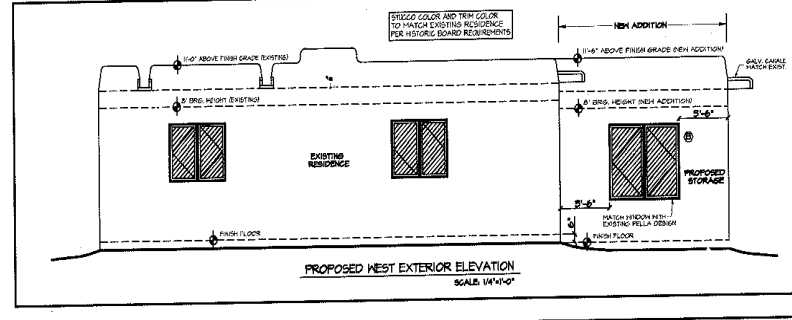 STUCCO COLOR AND TRIM COLOR
TO MATCH EXISTING RESIDENCE
PER HISTORIC BOARD REQUIREMENTS
NEW ADDITION
11'-0" ABOVE FINISH GRADE (EXISTING)
11'-6" ABOVE FINISH GRADE (NEW ADDITION)
GALV. CANALE
MATCH EXIST.
8' BRG. HEIGHT (EXISTING)
8' BRG. HEIGHT (NEW ADDITION)
5'-6"
B
EXISTING
RESIDENCE
PROPOSED
STORAGE
5'-6"
MATCH WINDOW WITH
EXISTING PELLA DESIGN
6"
FINISH FLOOR
FINISH FLOOR
PROPOSED WEST EXTERIOR ELEVATION
SCALE: 1/4"=1'-0"